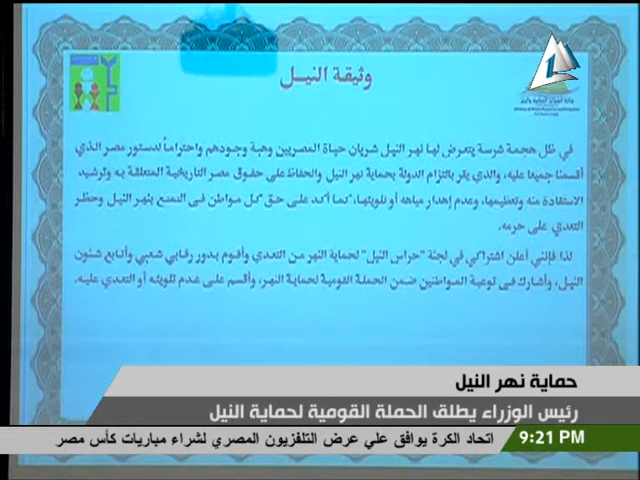 وثيقة النيل
في ظل هجمة شرسة يتعرض لها نهر النيل شريان حياة المصريين وهبة وجودهم واحتراماً لدستور مصر الذي
أقسمنا جميعا عليه، والذي يقر بالتزام الدولة بحماية نهر النيل والحفاظ على حقوق مصر التاريخية المتعلقة به وترشيد
الاستفادة منه وتعظيمها، وعدم إهدار مياهه أو تلويثها، كما أكد على حق كل مواطن فى التمتع بنهر النيل وحظر
التعدي على حرمه.
لذا فإنني أعلن اشتراكي في لجنة "حراس النيل" لحماية النهر من التعدي وأقوم بدور رقابي شعبي وأتابع شئون
النيل، وأشارك فى توعية المواطنين ضمن الحملة القومية لحماية النهر، وأقسم على عدم تلويثه أو التعدي عليه.
حماية نهر النيل
رئيس الوزراء يطلق الحملة القومية لحماية النيل
اتحاد الكرة يوافق علي عرض التلفزيون المصري لشراء مباريات كأس مصر
9:21 PM